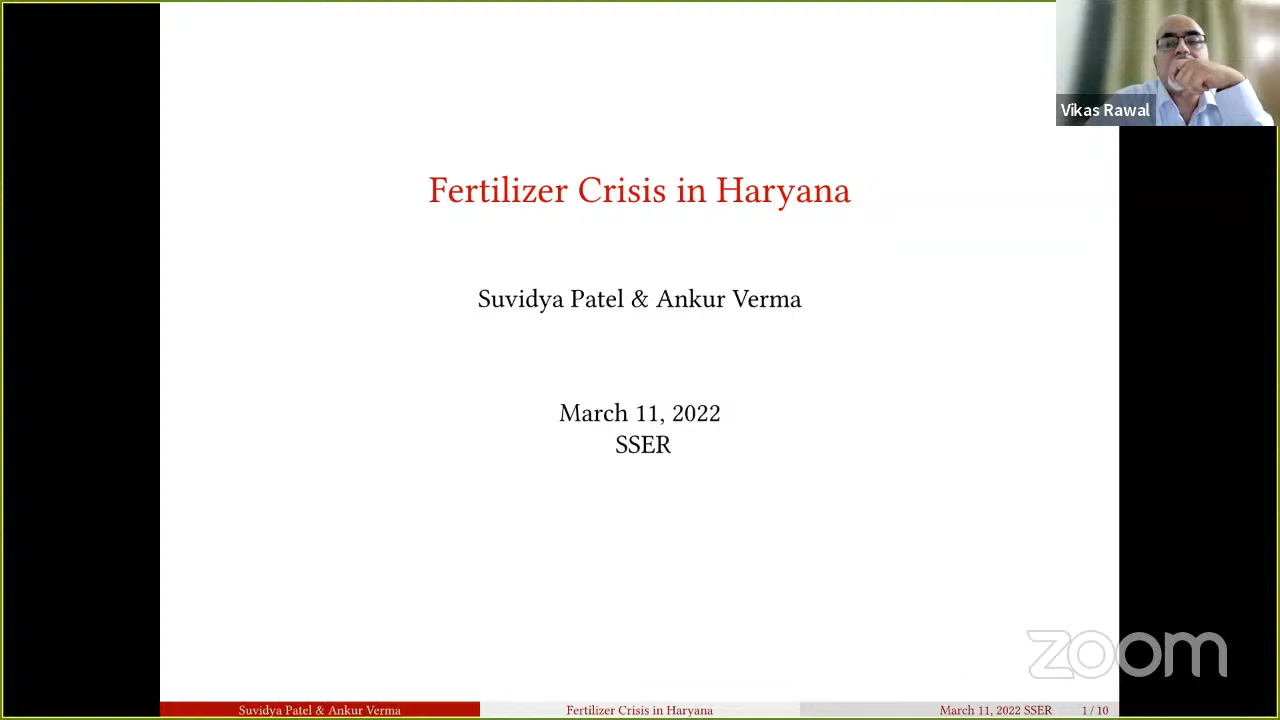 Vikas Rawal
Fertilizer Crisis in Haryana
Suvidya Patel & Ankur Verma
March 11, 2022
SSER
zoom
Suvidya Patel & Ankur Verma
Fertilizer Crisis in Haryana
March 11, 2022 SSER
1 / 10